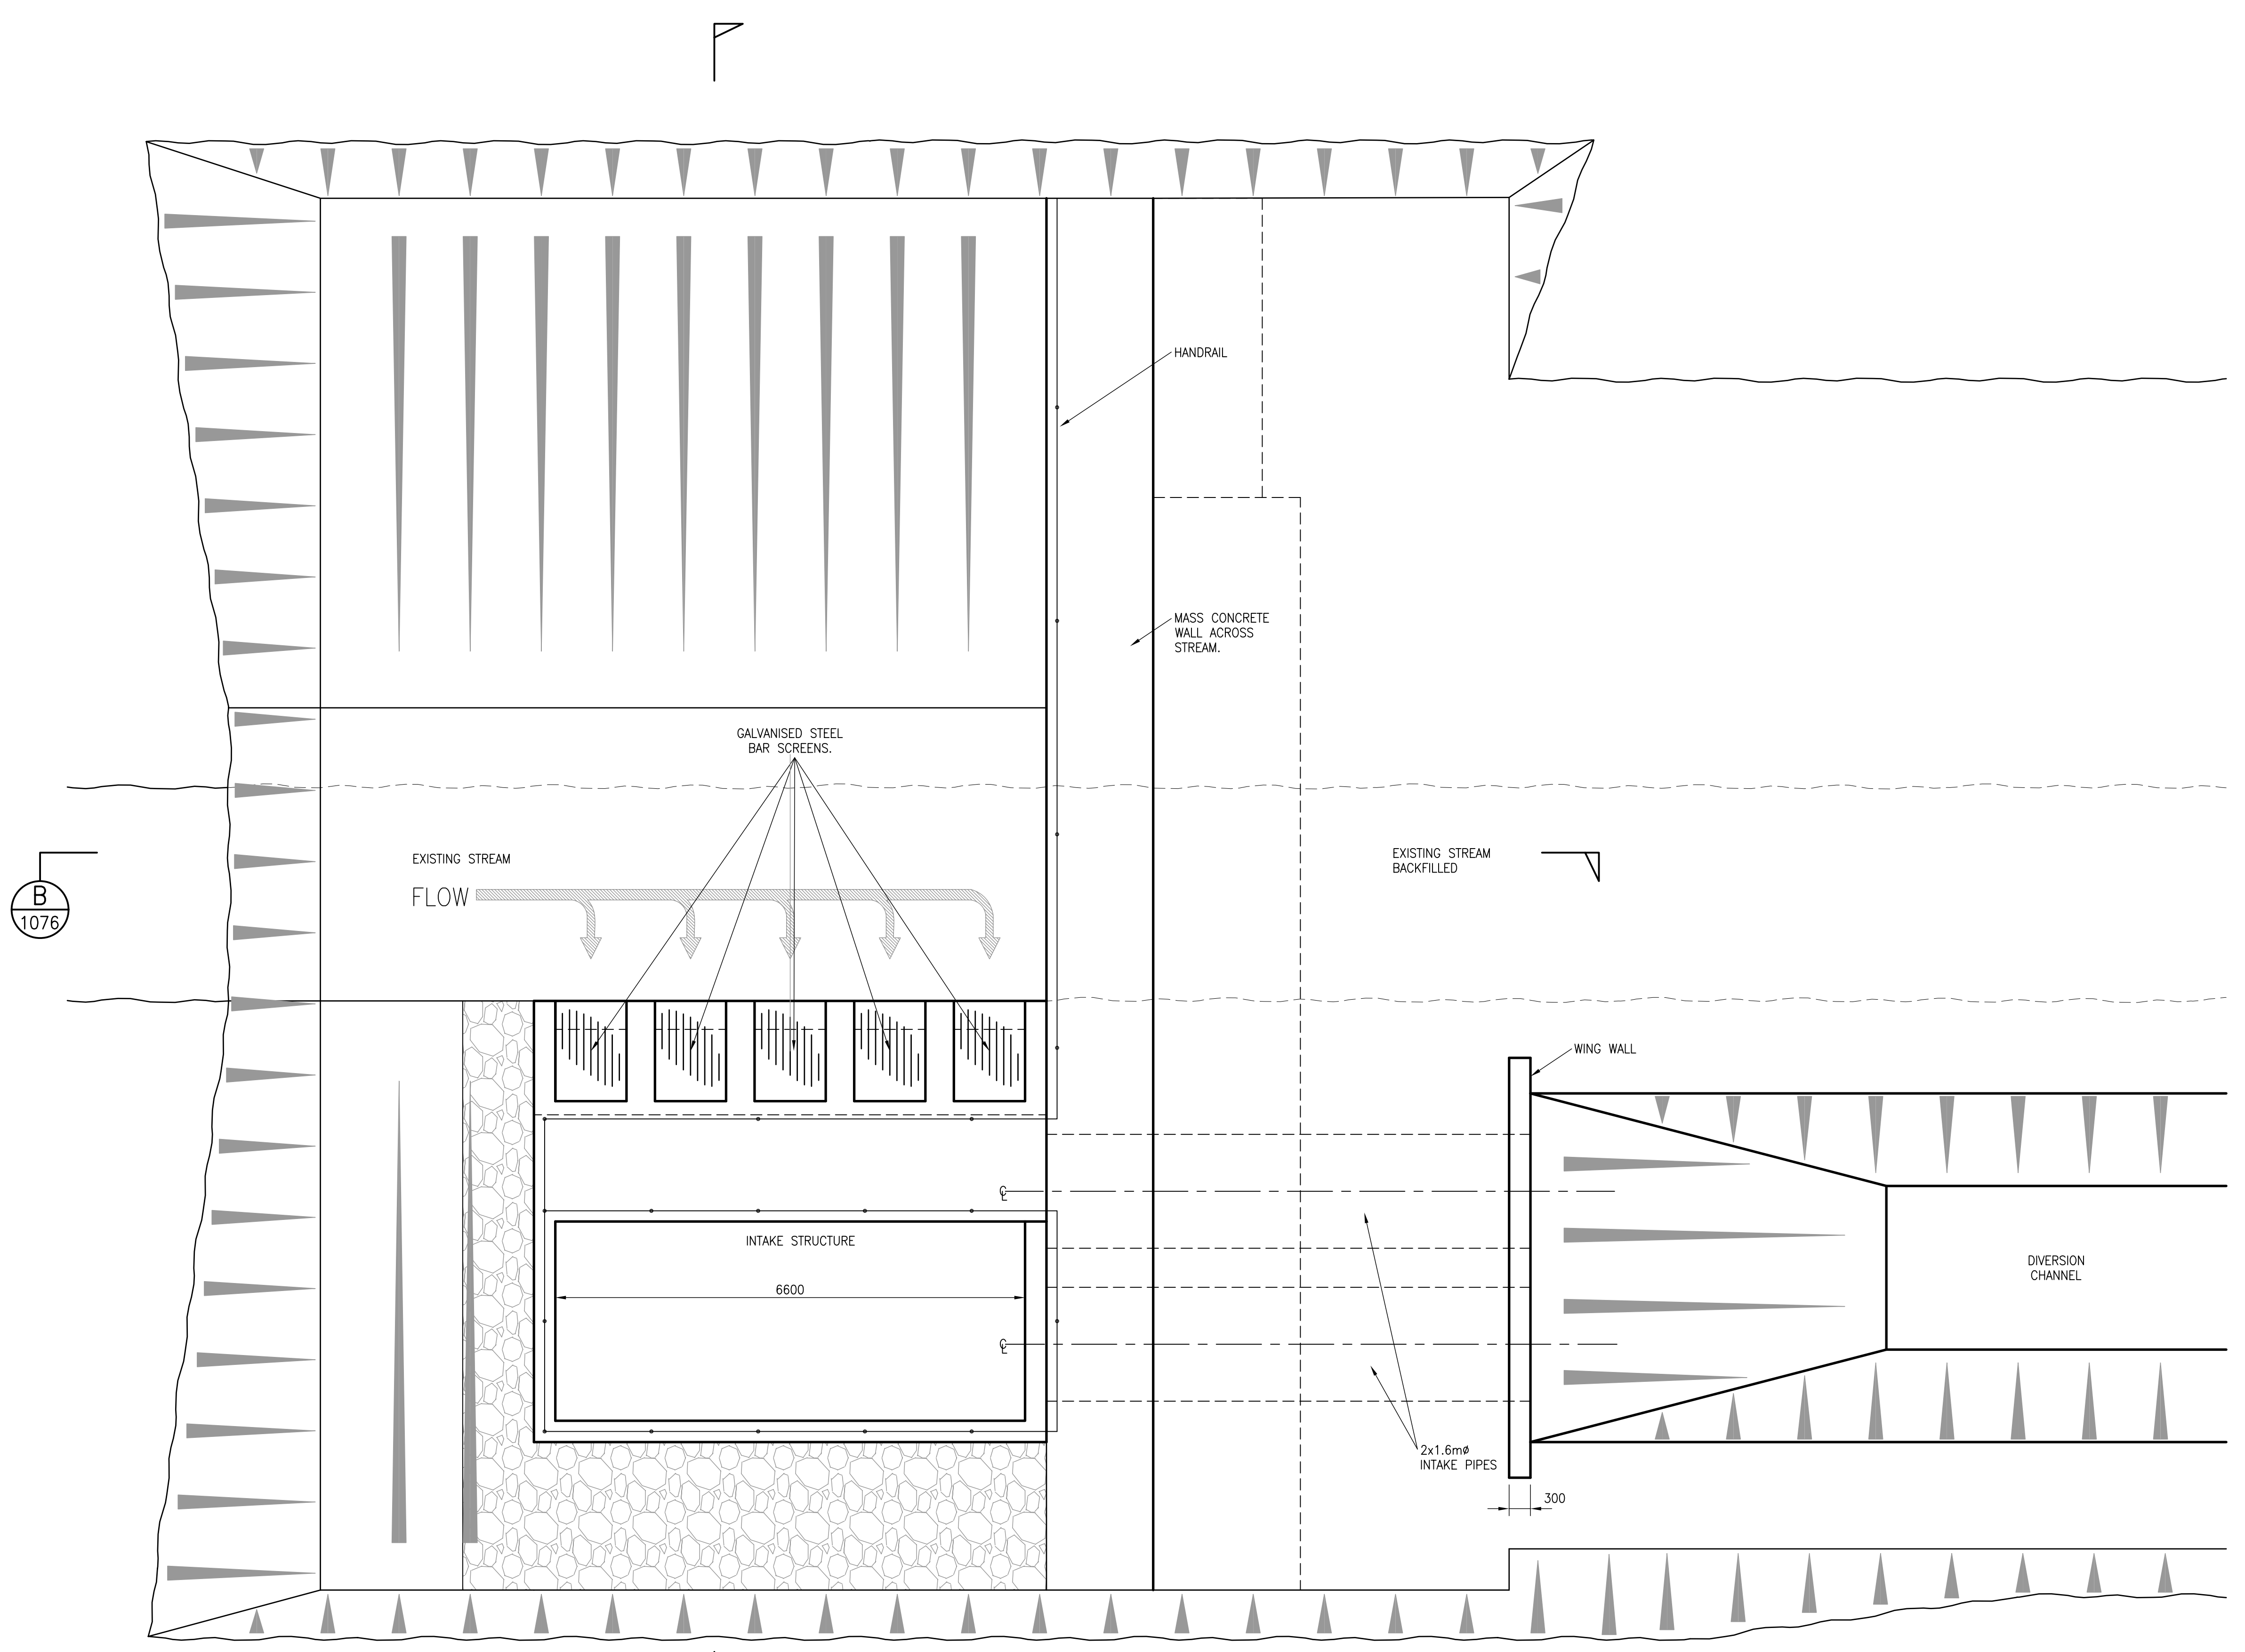 HANDRAIL
MASS CONCRETE
WALL ACROSS
STREAM.
GALVANISED STEEL
BAR SCREENS.
EXISTING STREAM
FLOW
EXISTING STREAM
BACKFILLED
B
1076
WING WALL
℄
INTAKE STRUCTURE
6600
DIVERSION
CHANNEL
℄
2x1.6mø
INTAKE PIPES
300